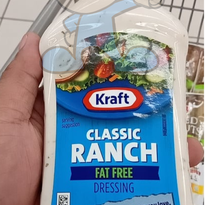 Kraft
CLASSIC
RANCH
FAT FREE
DRESSING